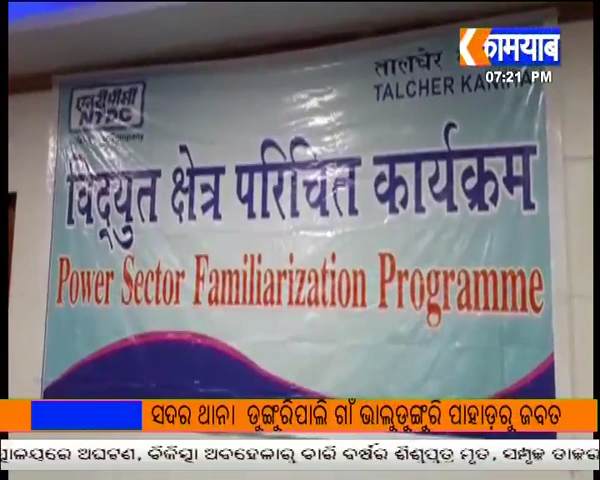 कामयाब
07:21 PM
तालचेर
TALCHER KANIHA
एनटीपीसी
NTPC
विद्युत क्षेत्र परिचित कार्यक्रम
Power Sector Familiarization Programme
ସଦର ଥାନା ଡୁଙ୍ଗୁରିପାଲି ଗାଁ ଭାଲୁଡୁଙ୍ଗୁରି ପାହାଡ଼ରୁ ଜବତ
ଅଘଟଣ, ଚିକିତ୍ସା ଅବହେଳାରୁ ଚାରି ବର୍ଷର ଶିଶୁପୁତ୍ର ମୃତ, ସମ୍ପୃକ୍ତ